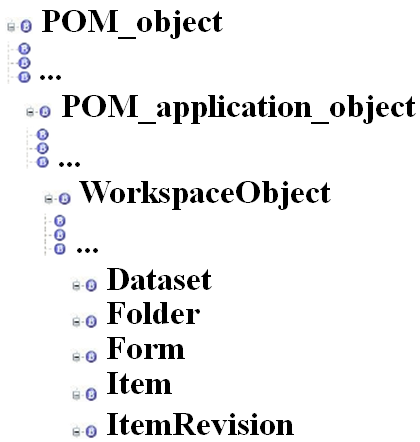 POM_object
...
POM_application_object
...
WorkspaceObject
...
Dataset
Folder
Form
Item
ItemRevision